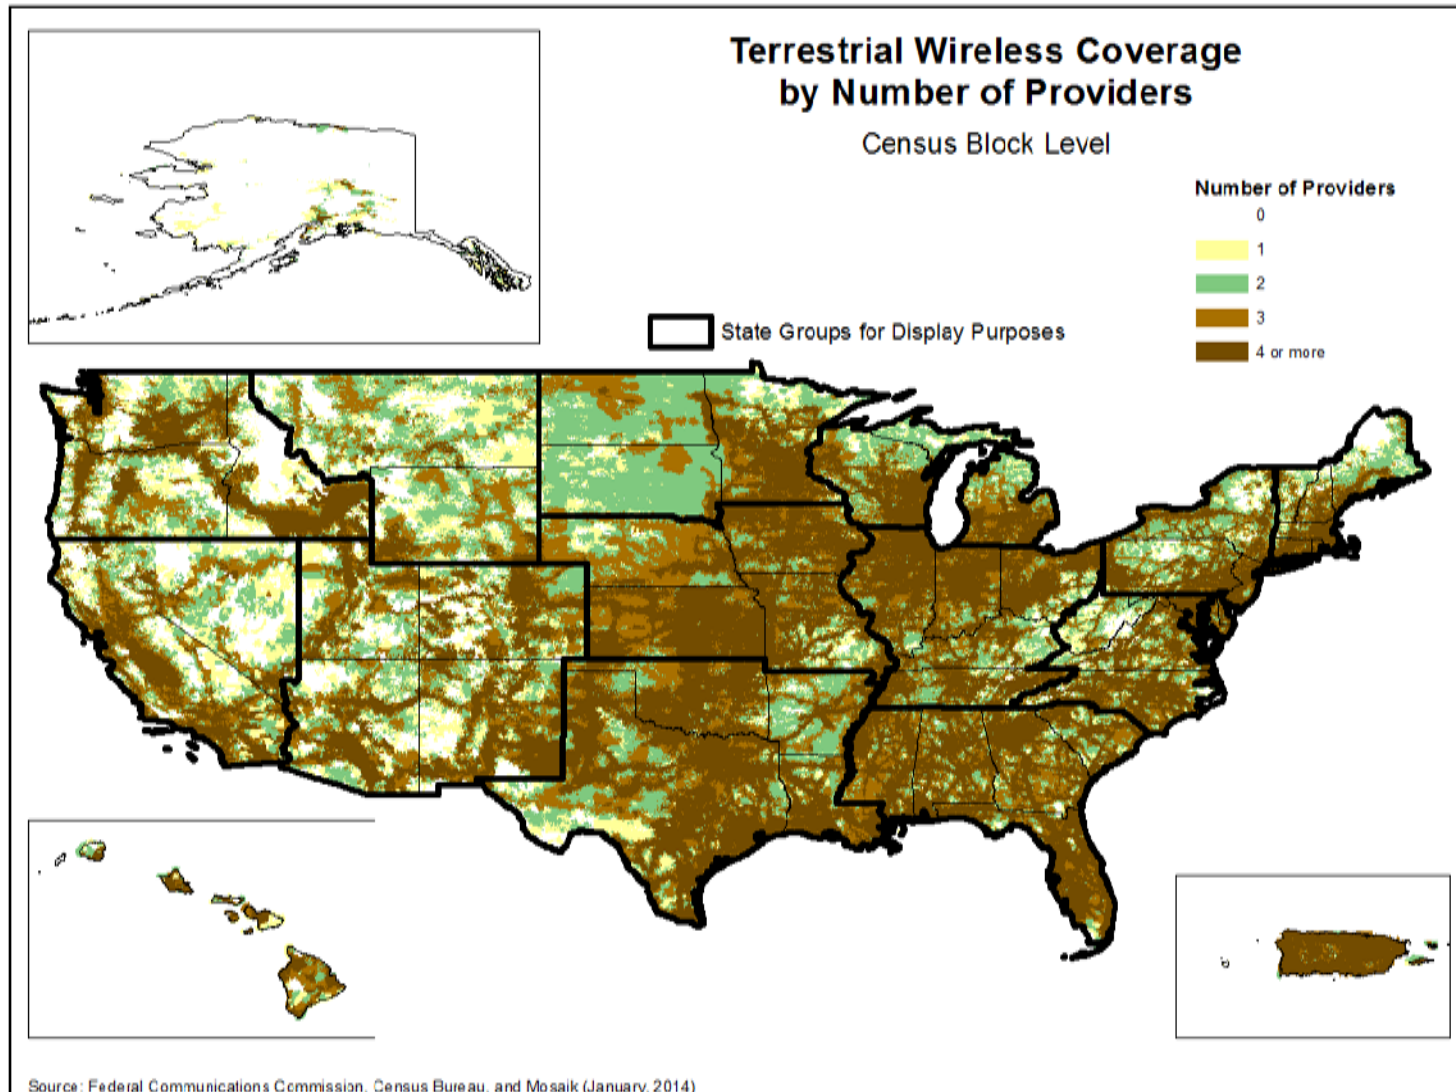 Terrestrial Wireless Coverage
by Number of Providers
Census Block Level
Number of Providers
0
1
2
3
4 or more
State Groups for Display Purposes
Source: Federal Communications Commission, Census Bureau, and Mosaik (January, 2014)